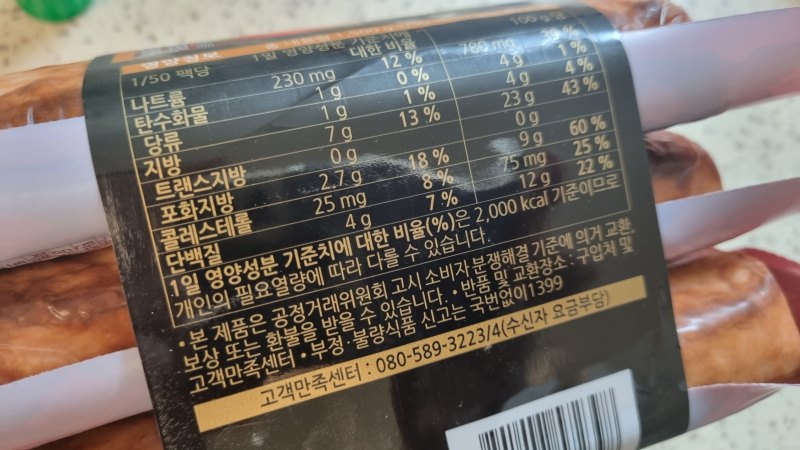 영양정보
1일 영양성분 기준치에 대한 비율
100 g당
1/50 팩당
나트륨 230 mg 12 % 780 mg 39 %
탄수화물 1 g 0 % 4 g 1 %
당류 1 g 1 % 4 g 4 %
지방 7 g 13 % 23 g 43 %
트랜스지방 0 g 0 g
포화지방 2.7 g 18 % 9 g 60 %
콜레스테롤 25 mg 8 % 75 mg 25 %
단백질 4 g 7 % 12 g 22 %
1일 영양성분 기준치에 대한 비율(%)은 2,000 kcal 기준이므로
개인의 필요열량에 따라 다를 수 있습니다.
• 본 제품은 공정거래위원회 고시 소비자분쟁해결 기준에 의거 교환,
보상 또는 환불을 받을 수 있습니다. • 반품 및 교환장소 : 구입처 및
고객만족센터 • 부정·불량식품 신고는 국번없이1399
고객만족센터 : 080-589-3223/4(수신자 요금부담)